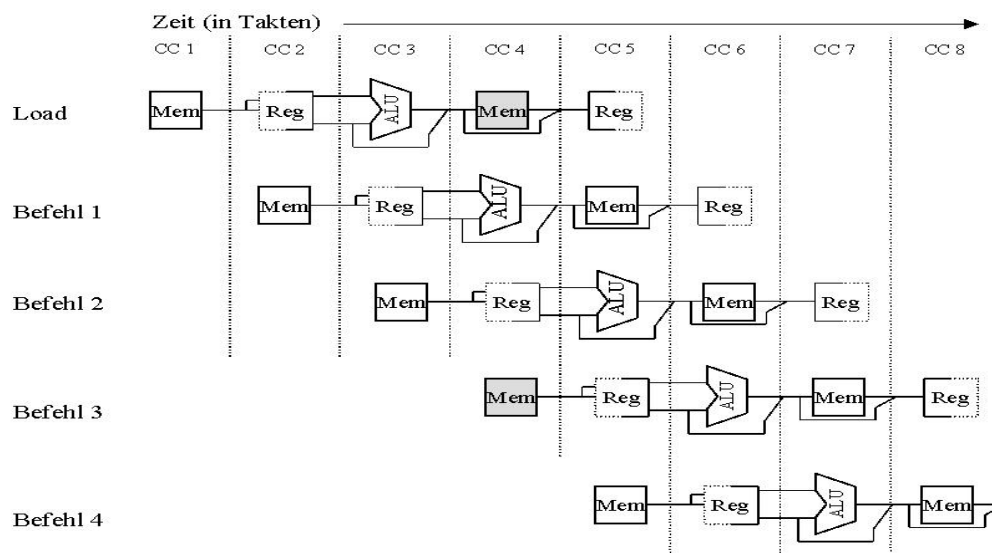 Zeit (in Takten)
CC 1 CC 2 CC 3 CC 4 CC 5 CC 6 CC 7 CC 8
Load Mem Reg ALU Mem Reg
Befehl 1 Mem Reg ALU Mem Reg
Befehl 2 Mem Reg ALU Mem Reg
Befehl 3 Mem Reg ALU Mem Reg
Befehl 4 Mem Reg ALU Mem